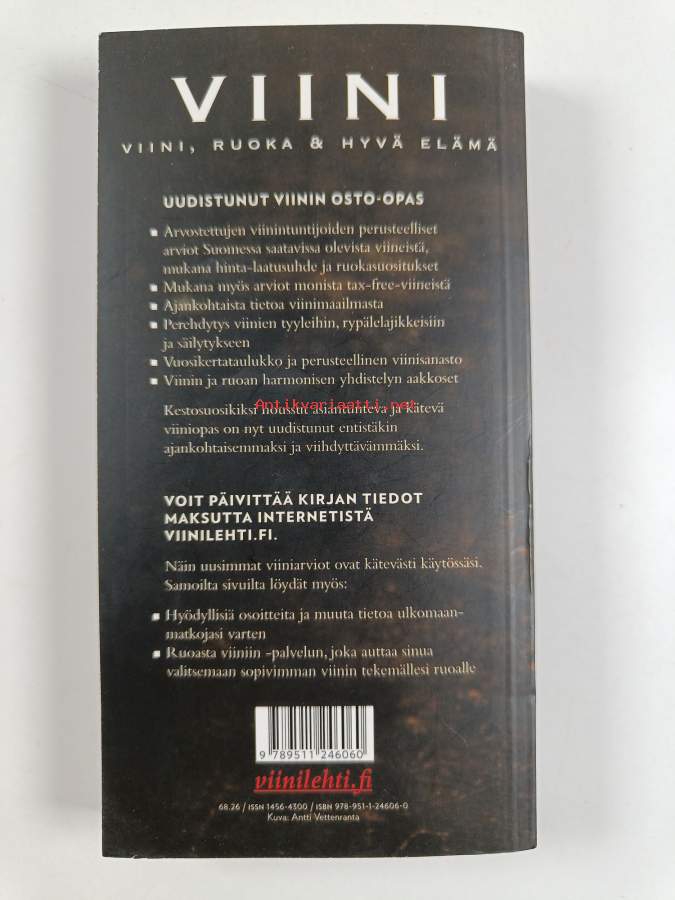 VIINI
VIINI, RUOKA & HYVÄ ELÄMÄ
UUDISTUNUT VIININ OSTO-OPAS
▪ Arvostettujen viinintuntijoiden perusteelliset
arviot Suomessa saatavissa olevista viineistä,
mukana hinta-laatusuhde ja ruokasuositukset
▪ Mukana myös arviot monista tax-free-viineistä
▪ Ajankohtaista tietoa viinimaailmasta
▪ Perehdytys viinien tyyleihin, rypälelajikkeisiin
ja säilytykseen
▪ Vuosikertataulukko ja perusteellinen viinisanasto
▪ Viinin ja ruoan harmonisen yhdistelyn aakkoset
Antikvariaatti.net
Kestosuosikiksi noussut asiantunteva ja kätevä
viiniopas on nyt uudistunut entistäkin
ajankohtaisemmaksi ja viihdyttävämmäksi.
VOIT PÄIVITTÄÄ KIRJAN TIEDOT
MAKSUTTA INTERNETISTÄ
VIINILEHTI.FI.
Näin uusimmat viiniarviot ovat kätevästi käytössäsi.
Samoilta sivuilta löydät myös:
▪ Hyödyllisiä osoitteita ja muuta tietoa ulkomaan-
matkojasi varten
▪ Ruoasta viiniin -palvelun, joka auttaa sinua
valitsemaan sopivimman viinin tekemällesi ruoalle
9 789511 246060
viinilehti.fi
68.26 / ISSN 1456-4300 / ISBN 978-951-1-24606-0
Kuva: Antti Vettenranta